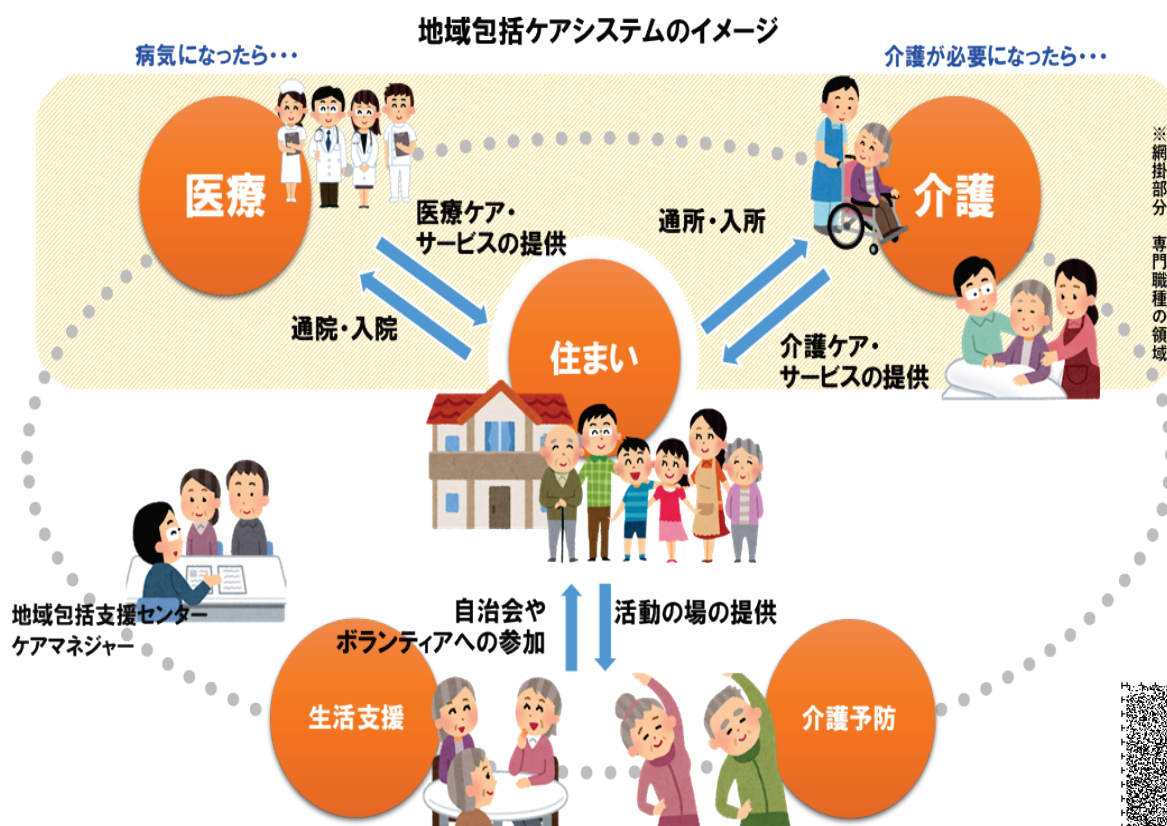 地域包括ケアシステムのイメージ
病気になったら・・・
介護が必要になったら・・・
医療
介護
※網掛部分　専門職種の領域
医療ケア・
サービスの提供
通所・入所
通院・入院
住まい
介護ケア・
サービスの提供
地域包括支援センター
ケアマネジャー
自治会や
ボランティアへの参加
活動の場の提供
生活支援
介護予防